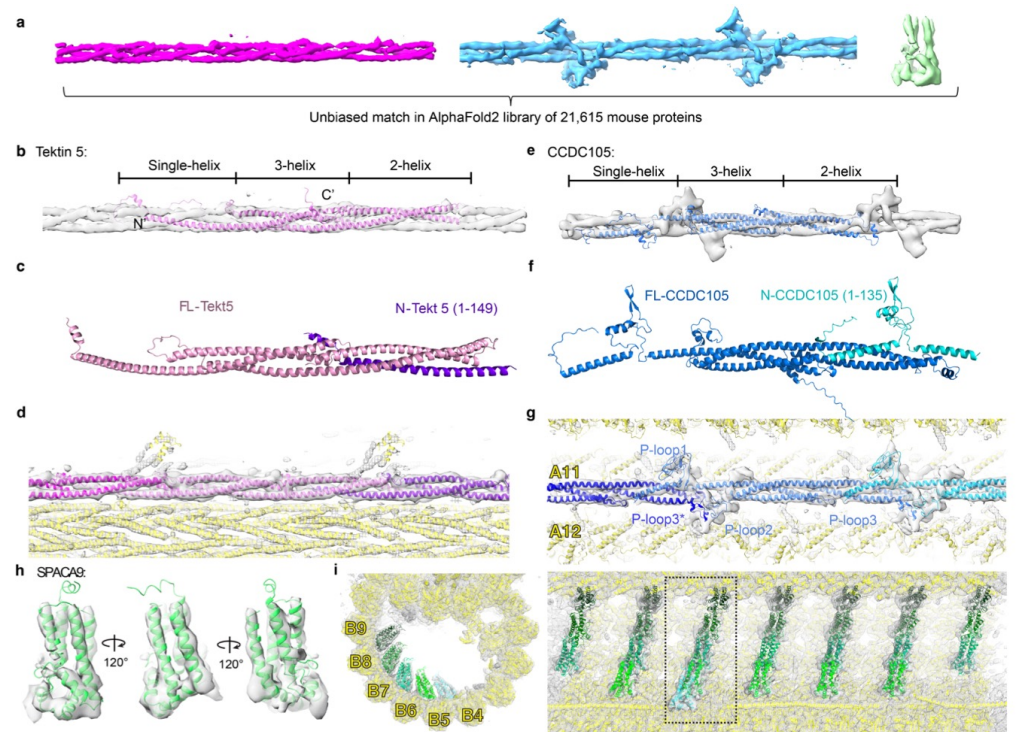 a
Unbiased match in AlphaFold2 library of 21,615 mouse proteins
b Tektin 5:
Single-helix 3-helix 2-helix
N' C'
e CCDC105:
Single-helix 3-helix 2-helix
c
FL-Tekt5 N-Tekt 5 (1-149)
f
FL-CCDC105 N-CCDC105 (1-135)
d
g
P-loop1
A11
P-loop3* P-loop2 P-loop3
A12
h SPACA9:
120° 120°
i
B9
B8
B7
B6
B5
B4